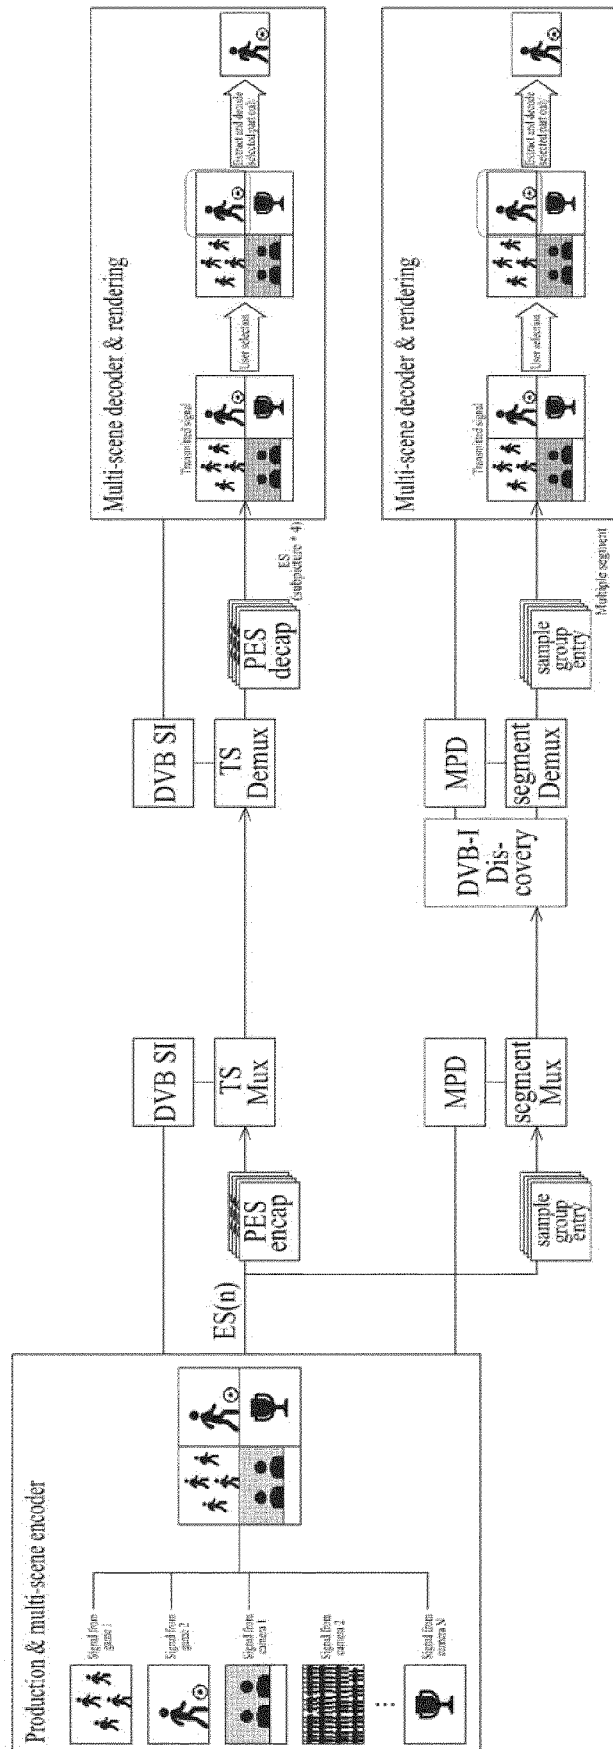 Production & multi-scene encoder
Signal from
game 1
Signal from
game 2
Signal from
camera 1
Signal from
camera 2
Signal from
camera N
ES(n)
PES
encap
DVB SI
TS
Mux
DVB SI
TS
Demux
PES
decap
ES
(subpicture * 4)
Multi-scene decoder & rendering
Transmitted signal
User selection
Extract and decode
selected part only
sample
group
entry
MPD
segment
Mux
DVB-I
Dis-
covery
MPD
segment
Demux
sample
group
entry
Multiple segment
Multi-scene decoder & rendering
Transmitted signal
User selection
Extract and decode
selected part only